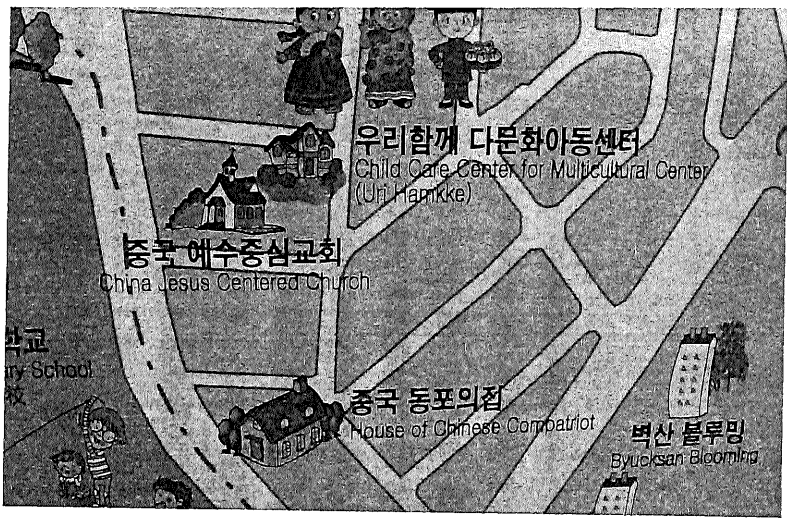 우리함께 다문화아동센터
Child Care Center for Multicultural Center
(Uri Hamkke)
중국 예수중심교회
China Jesus Centered Church
학교
ary School
校
중국 동포의집
House of Chinese Compatriot
벽산 블루밍
Byucksan Blooming